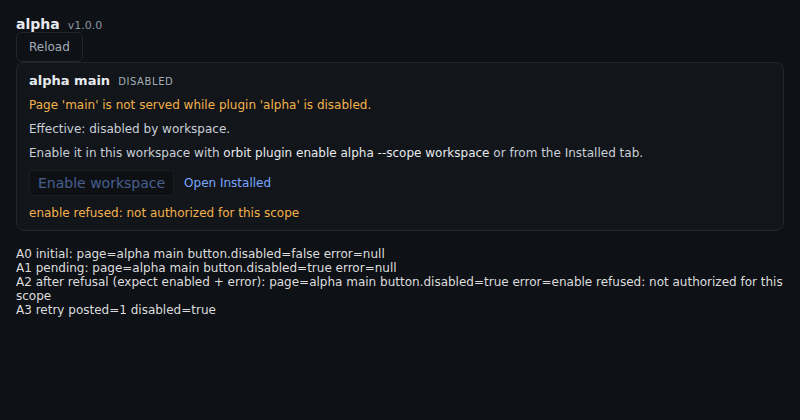 alpha v1.0.0
Reload
alpha main DISABLED
Page 'main' is not served while plugin 'alpha' is disabled.
Effective: disabled by workspace.
Enable it in this workspace with orbit plugin enable alpha --scope workspace or from the Installed tab.
Enable workspace Open Installed
enable refused: not authorized for this scope
A0 initial: page=alpha main button.disabled=false error=null
A1 pending: page=alpha main button.disabled=true error=null
A2 after refusal (expect enabled + error): page=alpha main button.disabled=true error=enable refused: not authorized for this
scope
A3 retry posted=1 disabled=true